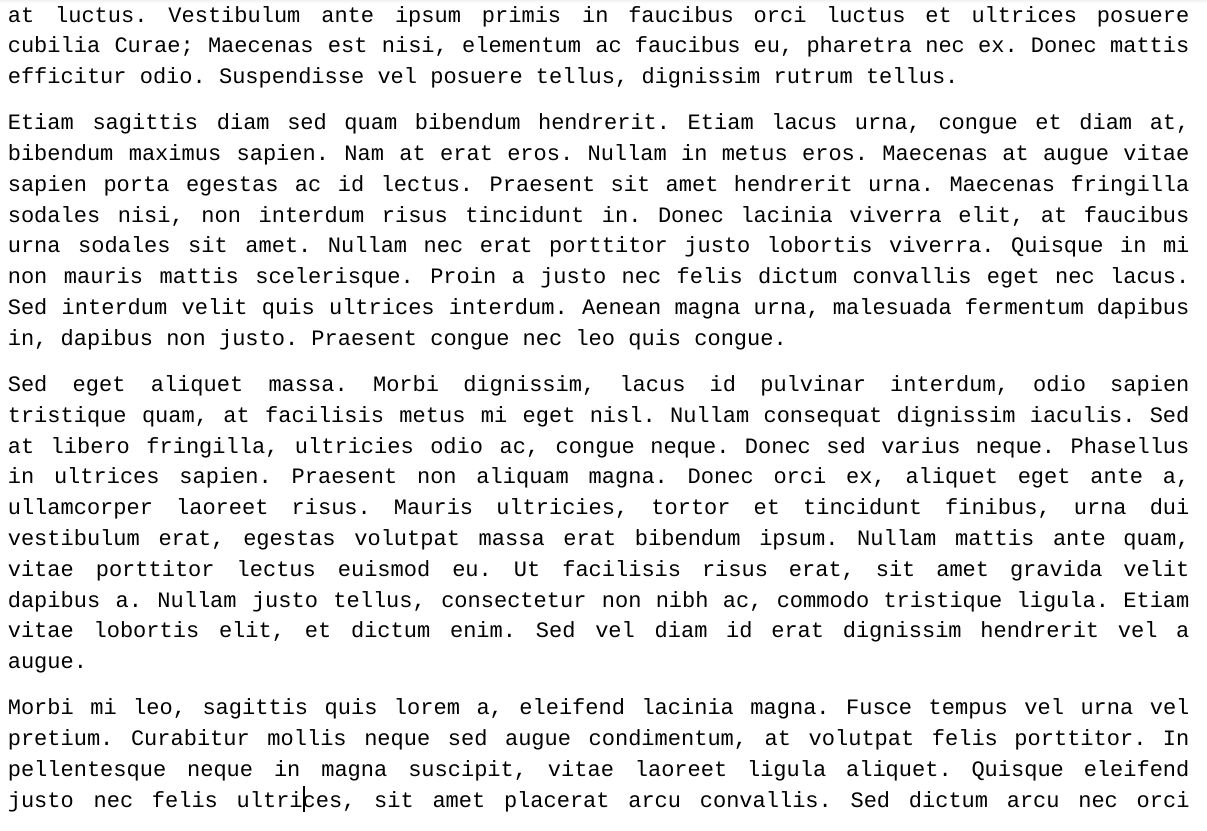 at luctus. Vestibulum ante ipsum primis in faucibus orci luctus et ultrices posuere
cubilia Curae; Maecenas est nisi, elementum ac faucibus eu, pharetra nec ex. Donec mattis
efficitur odio. Suspendisse vel posuere tellus, dignissim rutrum tellus.
Etiam sagittis diam sed quam bibendum hendrerit. Etiam lacus urna, congue et diam at,
bibendum maximus sapien. Nam at erat eros. Nullam in metus eros. Maecenas at augue vitae
sapien porta egestas ac id lectus. Praesent sit amet hendrerit urna. Maecenas fringilla
sodales nisi, non interdum risus tincidunt in. Donec lacinia viverra elit, at faucibus
urna sodales sit amet. Nullam nec erat porttitor justo lobortis viverra. Quisque in mi
non mauris mattis scelerisque. Proin a justo nec felis dictum convallis eget nec lacus.
Sed interdum velit quis ultrices interdum. Aenean magna urna, malesuada fermentum dapibus
in, dapibus non justo. Praesent congue nec leo quis congue.
Sed eget aliquet massa. Morbi dignissim, lacus id pulvinar interdum, odio sapien
tristique quam, at facilisis metus mi eget nisl. Nullam consequat dignissim iaculis. Sed
at libero fringilla, ultricies odio ac, congue neque. Donec sed varius neque. Phasellus
in ultrices sapien. Praesent non aliquam magna. Donec orci ex, aliquet eget ante a,
ullamcorper laoreet risus. Mauris ultricies, tortor et tincidunt finibus, urna dui
vestibulum erat, egestas volutpat massa erat bibendum ipsum. Nullam mattis ante quam,
vitae porttitor lectus euismod eu. Ut facilisis risus erat, sit amet gravida velit
dapibus a. Nullam justo tellus, consectetur non nibh ac, commodo tristique ligula. Etiam
vitae lobortis elit, et dictum enim. Sed vel diam id erat dignissim hendrerit vel a
augue.
Morbi mi leo, sagittis quis lorem a, eleifend lacinia magna. Fusce tempus vel urna vel
pretium. Curabitur mollis neque sed augue condimentum, at volutpat felis porttitor. In
pellentesque neque in magna suscipit, vitae laoreet ligula aliquet. Quisque eleifend
justo nec felis ultrices, sit amet placerat arcu convallis. Sed dictum arcu nec orci